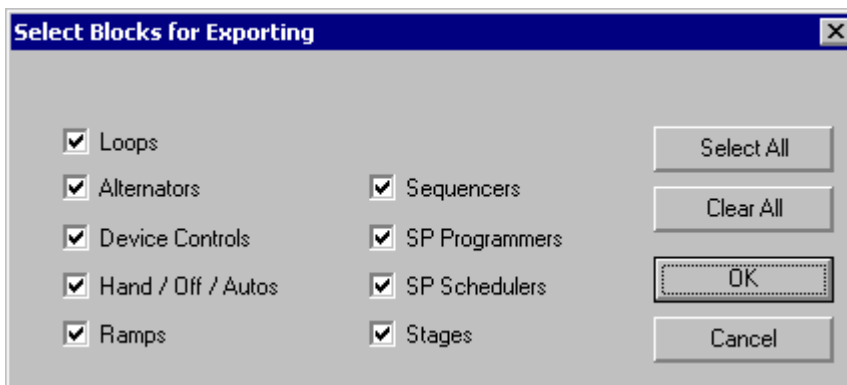 Select Blocks for Exporting
Loops
Alternators
Device Controls
Hand / Off / Autos
Ramps
Sequencers
SP Programmers
SP Schedulers
Stages
Select All
Clear All
OK
Cancel